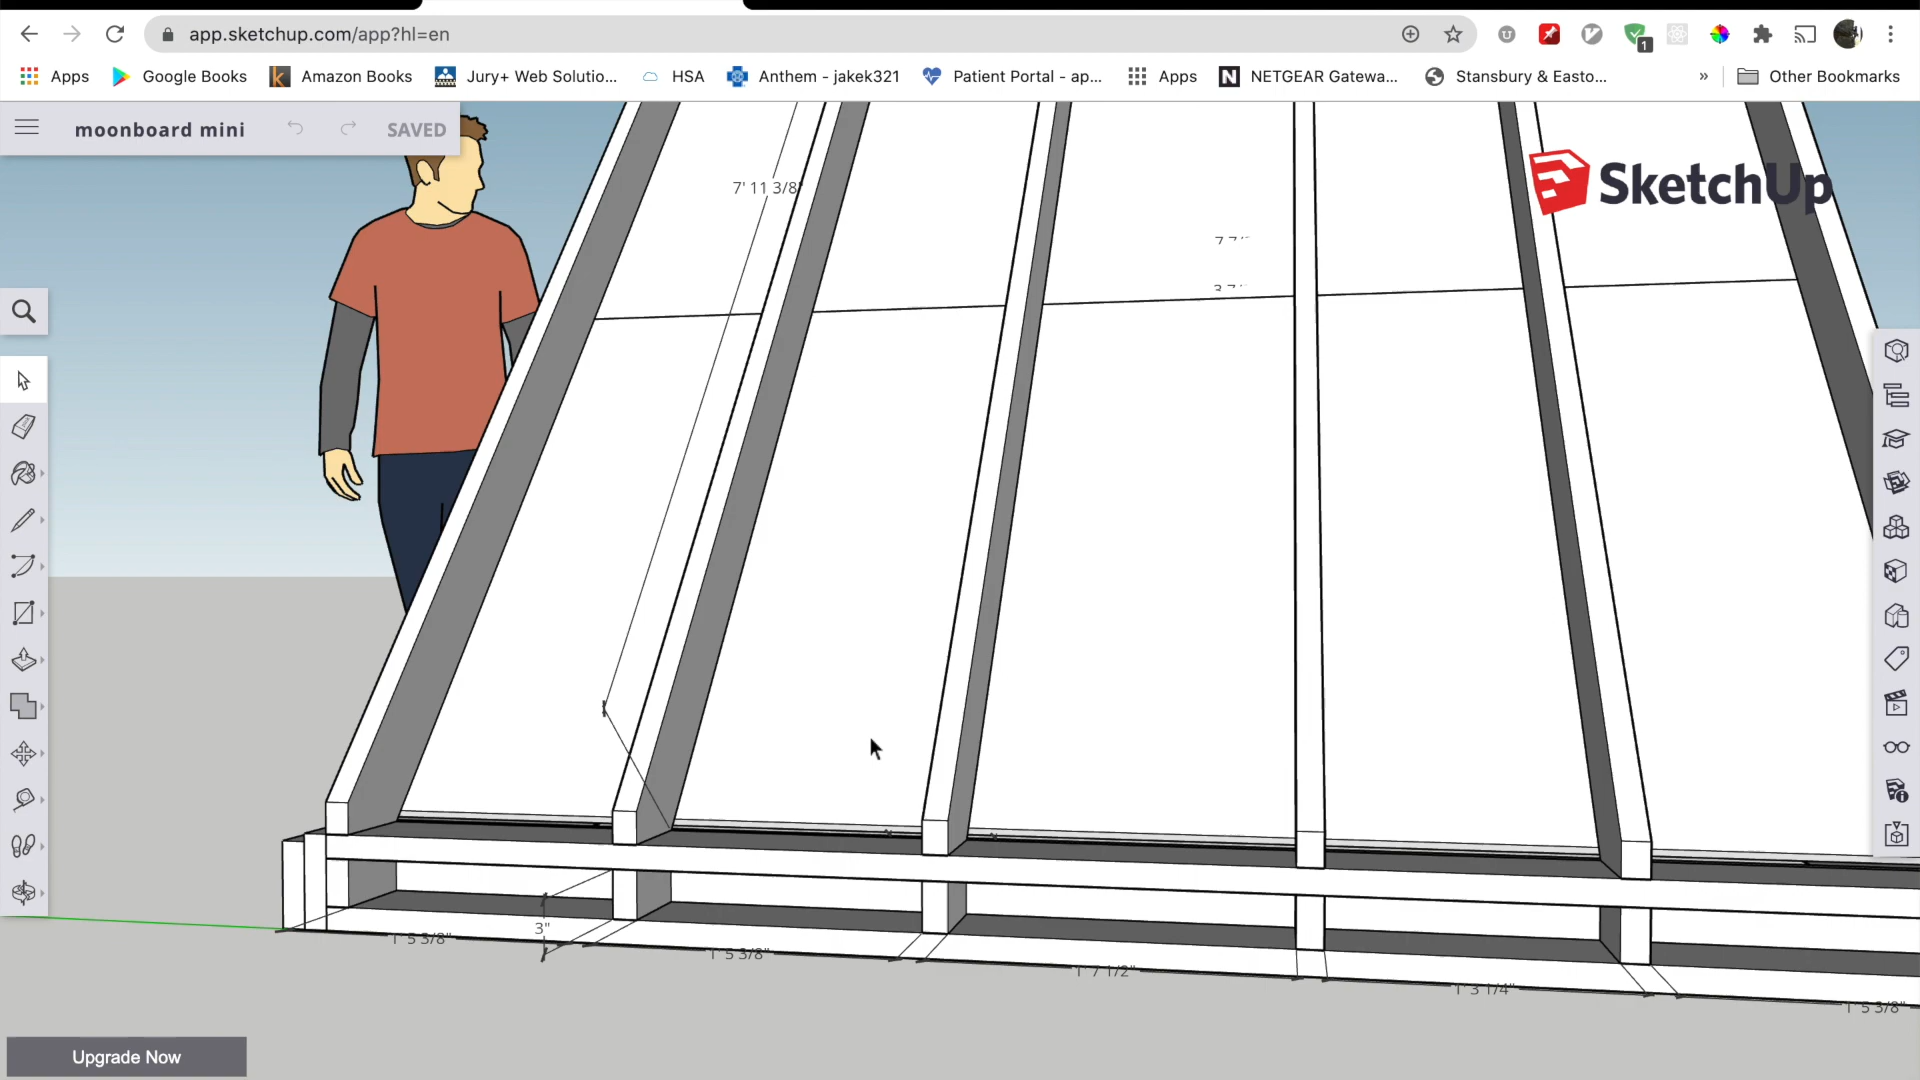 app.sketchup.com/app?hl=en
1
Apps
Google Books
Amazon Books
Jury+ Web Solutio...
HSA
Anthem - jakek321
Patient Portal - ap...
Apps
N
NETGEAR Gatewa...
Stansbury & Easto...
»
Other Bookmarks
moonboard mini
SAVED
SketchUp
7' 11 3/8"
3"
1' 5 3/8"
1' 5 3/8"
1' 7 1/2"
1' 3 1/4"
1' 5 3/8"
Upgrade Now